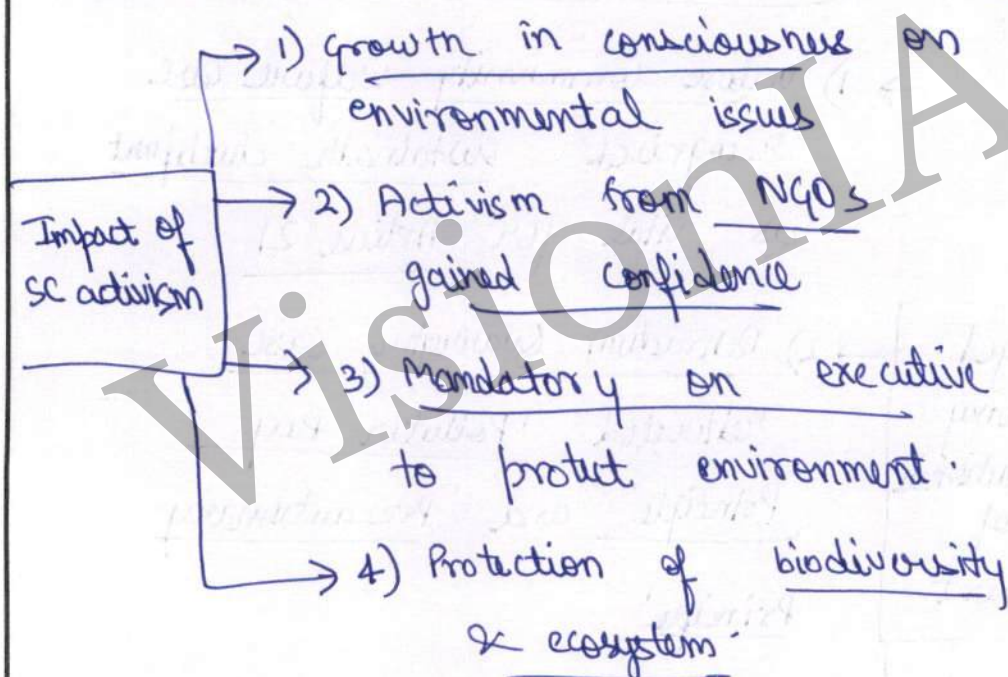 1) Growth in consciousness on
environmental issues
Impact of
SC activism
2) Activism from NGOs
gained confidence
3) Mandatory on executive
to protect environment.
4) Protection of biodiversity
& ecosystem.
VisionIA